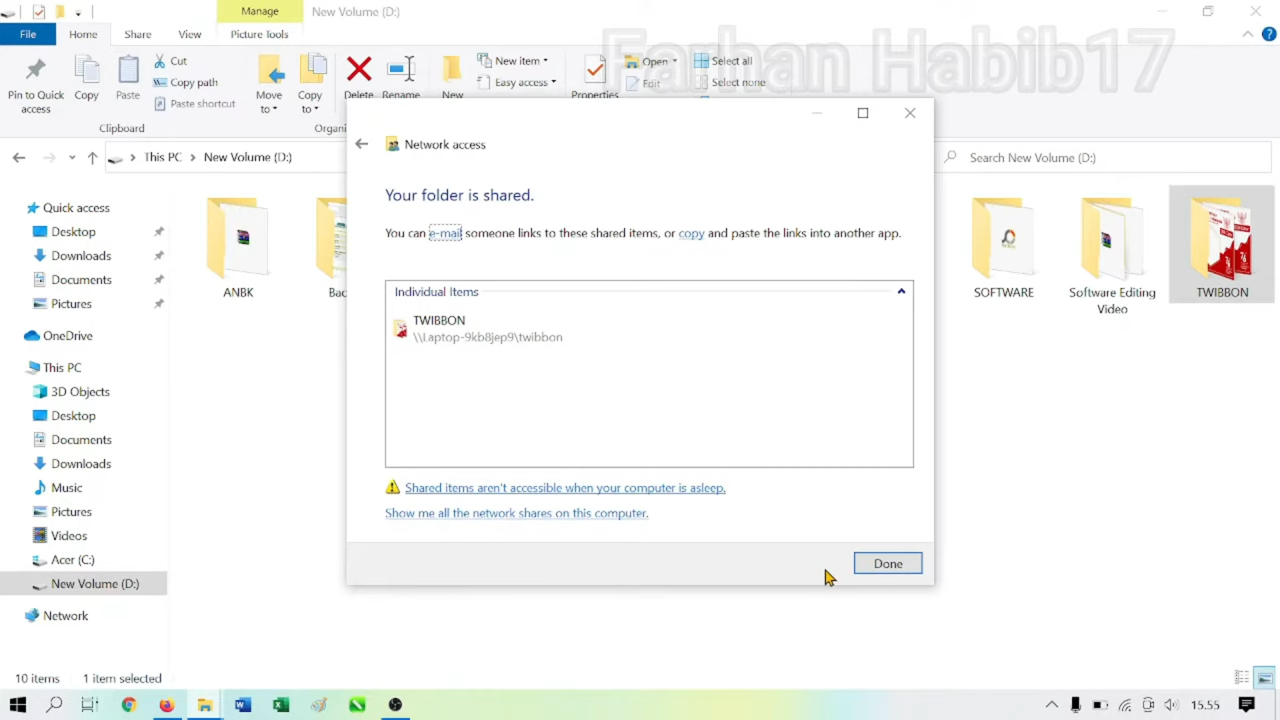 Manage
New Volume (D:)
File
Home
Share
View
Picture Tools
Farhan Habib17
Pin to Quick
access
Copy
Paste
Cut
Copy path
Paste shortcut
Clipboard
Move
to
Copy
to
Delete
Rename
Organi
New
New item
Easy access
Properties
Open
Edit
Select all
Select none
This PC
New Volume (D:)
Search New Volume (D:)
Quick access
Desktop
Downloads
Documents
Pictures
OneDrive
This PC
3D Objects
Desktop
Documents
Downloads
Music
Pictures
Videos
Acer (C:)
New Volume (D:)
Network
ANBK
Bac
SOFTWARE
Software Editing
Video
TWIBBON
Network access
Your folder is shared.
You can e-mail someone links to these shared items, or copy and paste the links into another app.
Individual Items
TWIBBON
\\Laptop-9kb8jep9\twibbon
Shared items aren't accessible when your computer is asleep.
Show me all the network shares on this computer.
Done
10 items
1 item selected
15.55